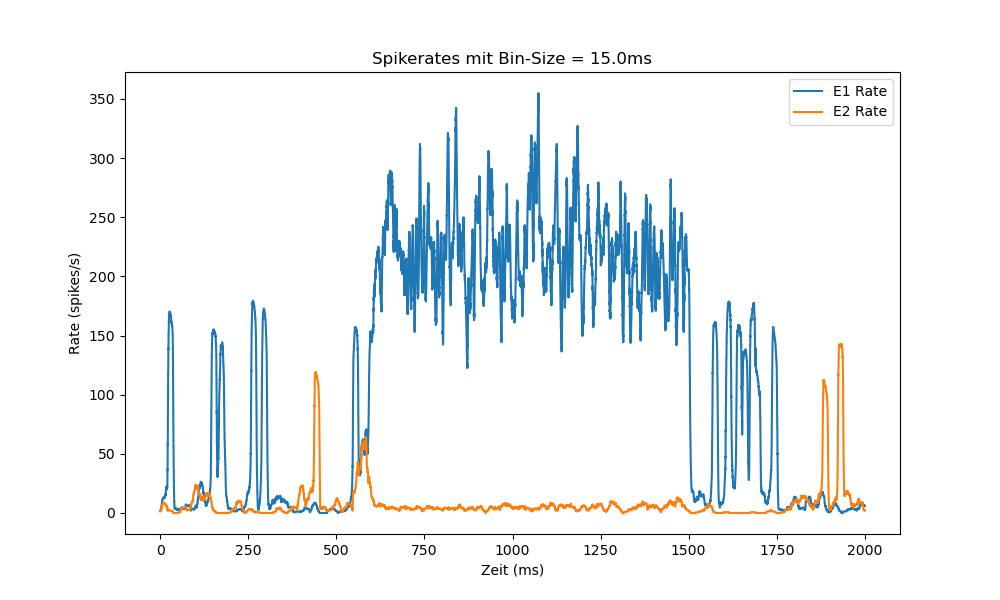 Spikerates mit Bin-Size = 15.0ms
E1 Rate
E2 Rate
350
300
250
200
150
100
50
0
Rate (spikes/s)
0 250 500 750 1000 1250 1500 1750 2000
Zeit (ms)